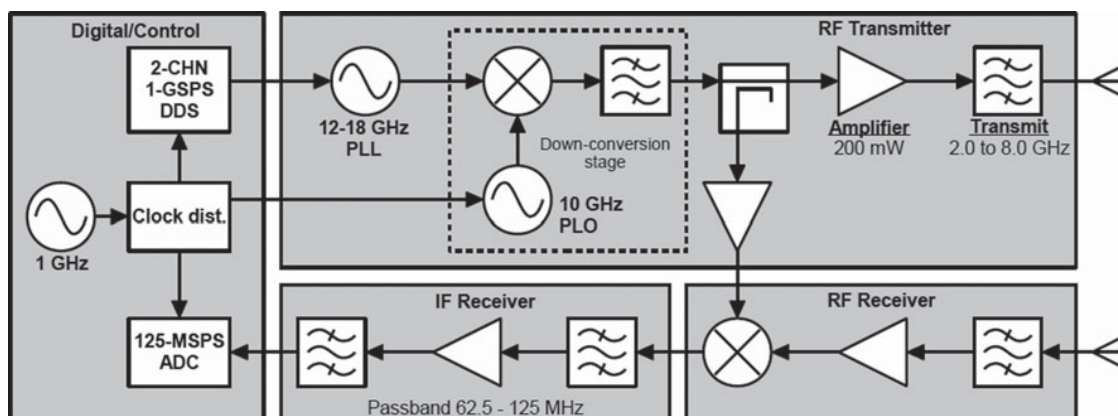 Digital/Control
2-CHN
1-GSPS
DDS
Clock dist.
1 GHz
125-MSPS
ADC
RF Transmitter
12-18 GHz
PLL
Down-conversion
stage
10 GHz
PLO
Amplifier
200 mW
Transmit
2.0 to 8.0 GHz
IF Receiver
Passband 62.5 - 125 MHz
RF Receiver